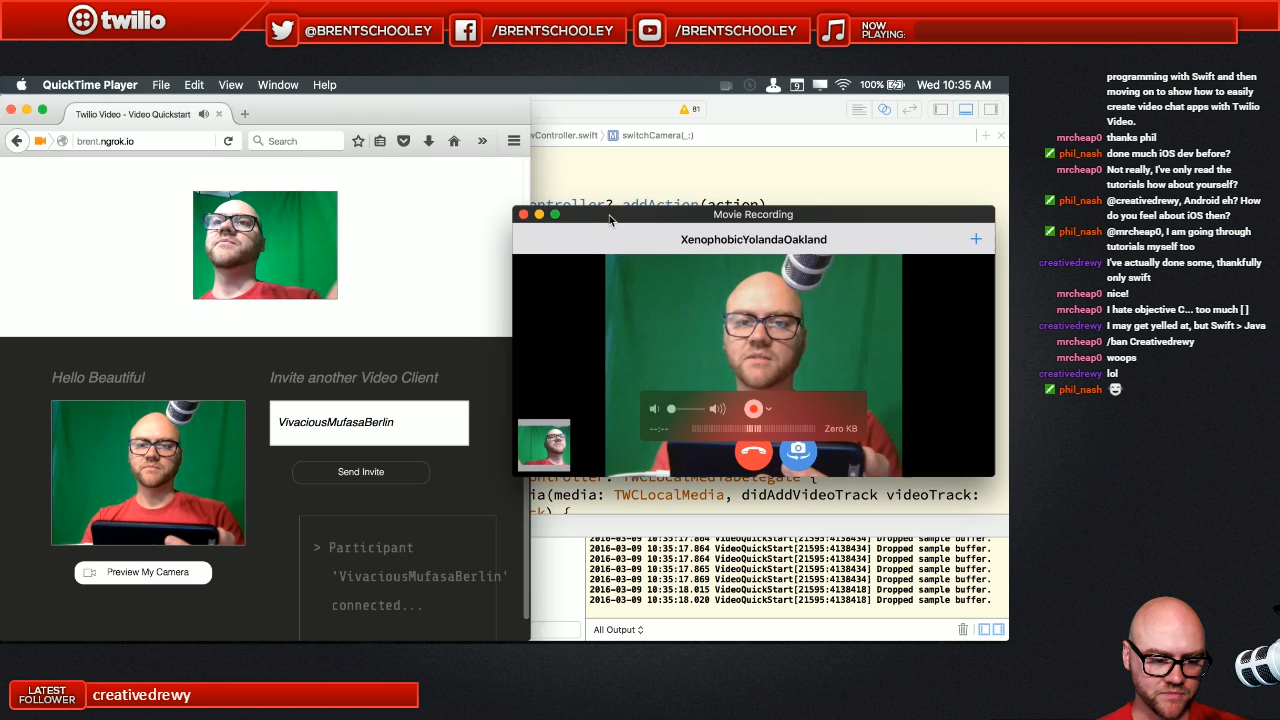 twilio
@BRENTSCHOOLEY
/BRENTSCHOOLEY
/BRENTSCHOOLEY
NOW
PLAYING:
QuickTime Player File Edit View Window Help
100% Wed 10:35 AM
Twilio Video - Video Quickstart
81
brent.ngrok.io
Search
wController.swift
M switchCamera(_:)
ontroller?.addAction(action)
Movie Recording
XenophobicYolandaOakland
Hello Beautiful
Invite another Video Client
VivaciousMufasaBerlin
Send Invite
--:--
Zero KB
> Participant
'VivaciousMufasaBerlin'
connected...
Preview My Camera
ontroller: TWCLocalMediaDelegate {
ia(media: TWCLocalMedia, didAddVideoTrack videoTrack:
ck) {
2016-03-09 10:35:17.864 VideoQuickStart[21595:4138434] Dropped sample buffer.
2016-03-09 10:35:17.864 VideoQuickStart[21595:4138434] Dropped sample buffer.
2016-03-09 10:35:17.864 VideoQuickStart[21595:4138434] Dropped sample buffer.
2016-03-09 10:35:17.865 VideoQuickStart[21595:4138434] Dropped sample buffer.
2016-03-09 10:35:17.869 VideoQuickStart[21595:4138434] Dropped sample buffer.
2016-03-09 10:35:18.015 VideoQuickStart[21595:4138418] Dropped sample buffer.
2016-03-09 10:35:18.020 VideoQuickStart[21595:4138418] Dropped sample buffer.
All Output
programming with Swift and then
moving on to show how to easily
create video chat apps with Twilio
Video.
mrcheap0 thanks phil
phil_nash done much iOS dev before?
mrcheap0 Not really, I've only read the
tutorials how about yourself?
phil_nash @creativedrewy, Android eh? How
do you feel about iOS then?
phil_nash @mrcheap0, I am going through
tutorials myself too
creativedrewy I've actually done some, thankfully
only swift
mrcheap0 nice!
mrcheap0 I hate objective C... too much [ ]
creativedrewy I may get yelled at, but Swift > Java
mrcheap0 /ban Creativedrewy
mrcheap0 woops
creativedrewy lol
phil_nash
LATEST
FOLLOWER
creativedrewy